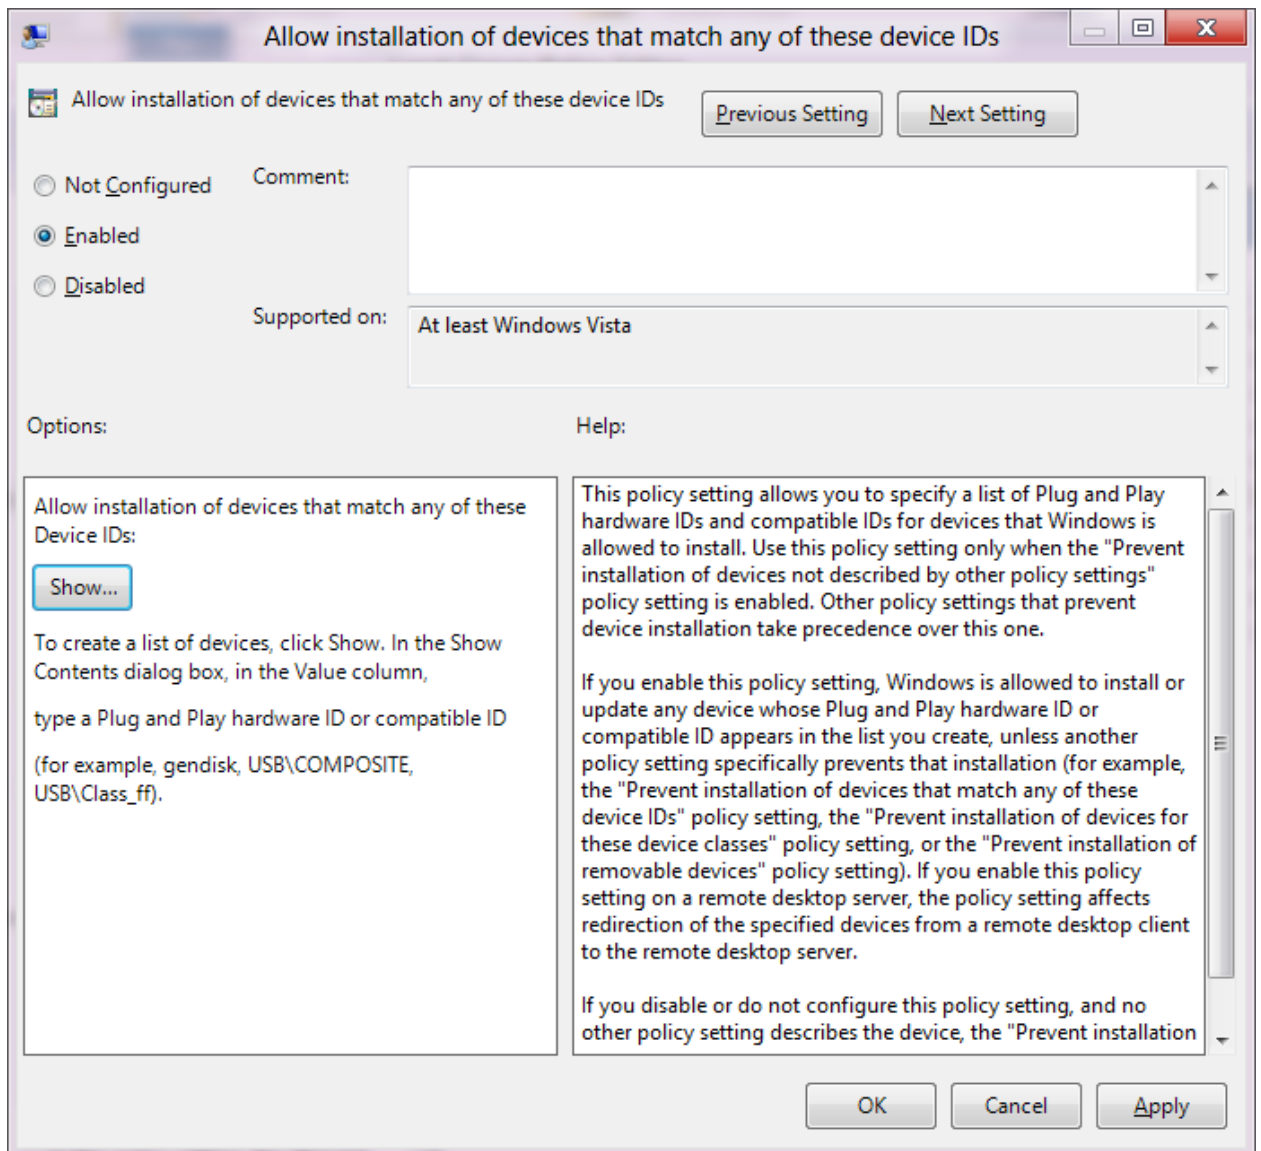 Allow installation of devices that match any of these device IDs
Allow installation of devices that match any of these device IDs
Previous Setting
Next Setting
Not Configured
Comment:
Enabled
Disabled
Supported on:
At least Windows Vista
Options:
Help:
Allow installation of devices that match any of these
Device IDs:
Show...
To create a list of devices, click Show. In the Show
Contents dialog box, in the Value column,
type a Plug and Play hardware ID or compatible ID
(for example, gendisk, USB\COMPOSITE,
USB\Class_ff).
This policy setting allows you to specify a list of Plug and Play
hardware IDs and compatible IDs for devices that Windows is
allowed to install. Use this policy setting only when the "Prevent
installation of devices not described by other policy settings"
policy setting is enabled. Other policy settings that prevent
device installation take precedence over this one.
If you enable this policy setting, Windows is allowed to install or
update any device whose Plug and Play hardware ID or
compatible ID appears in the list you create, unless another
policy setting specifically prevents that installation (for example,
the "Prevent installation of devices that match any of these
device IDs" policy setting, the "Prevent installation of devices for
these device classes" policy setting, or the "Prevent installation of
removable devices" policy setting). If you enable this policy
setting on a remote desktop server, the policy setting affects
redirection of the specified devices from a remote desktop client
to the remote desktop server.
If you disable or do not configure this policy setting, and no
other policy setting describes the device, the "Prevent installation
OK
Cancel
Apply